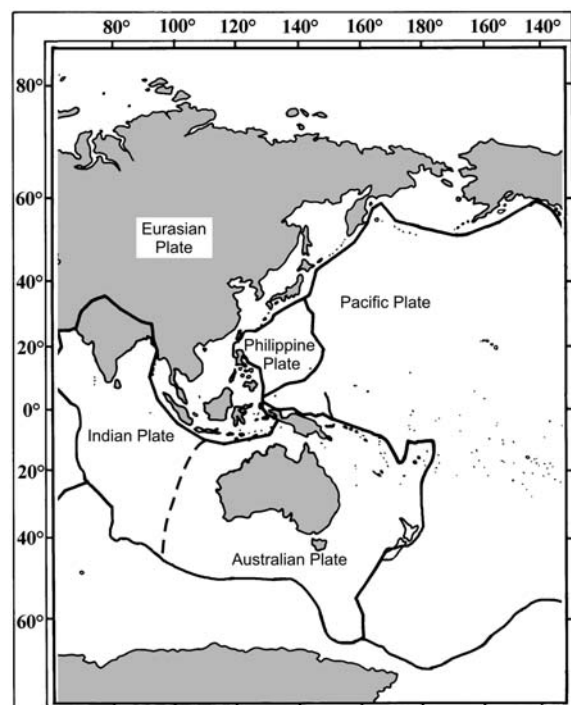 80° 100° 120° 140° 160° 180° 160° 140°
80°
60°
Eurasian
Plate
40°
Pacific Plate
20°
Philippine
Plate
0°
Indian Plate
20°
40°
Australian Plate
60°